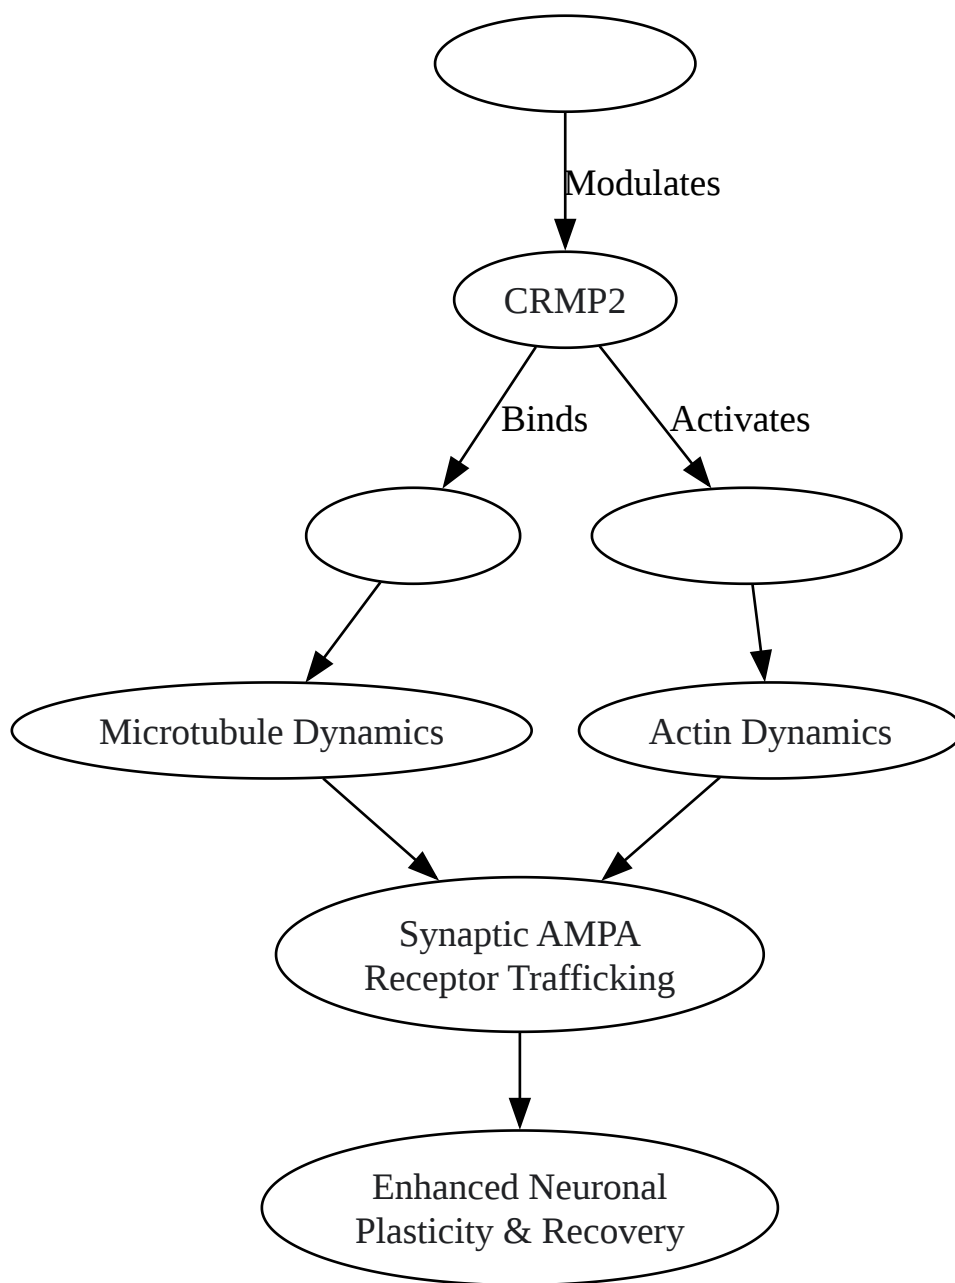 Modulates
CRMP2
Binds
Activates
Microtubule Dynamics
Actin Dynamics
Synaptic AMPA
Receptor Trafficking
Enhanced Neuronal
Plasticity & Recovery